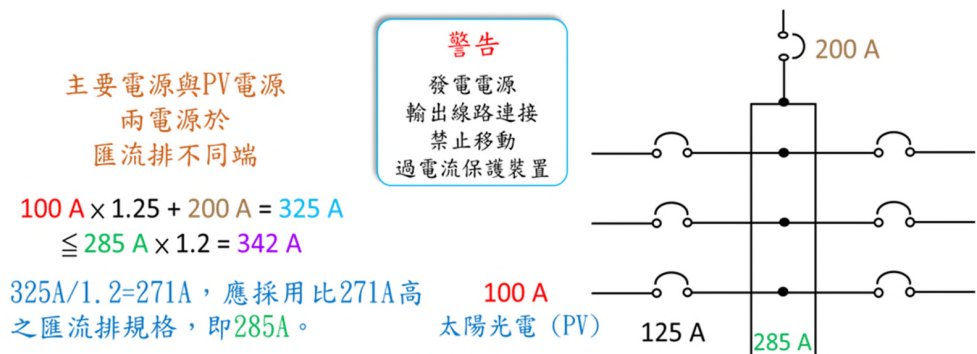 主要電源與PV電源
兩電源於
匯流排不同端
100 A x 1.25 + 200 A = 325 A
≦ 285 A x 1.2 = 342 A
325A/1.2=271A，應採用比271A高
之匯流排規格，即285A。
警告
發電電源
輸出線路連接
禁止移動
過電流保護裝置
200 A
100 A
太陽光電 (PV)
125 A
285 A